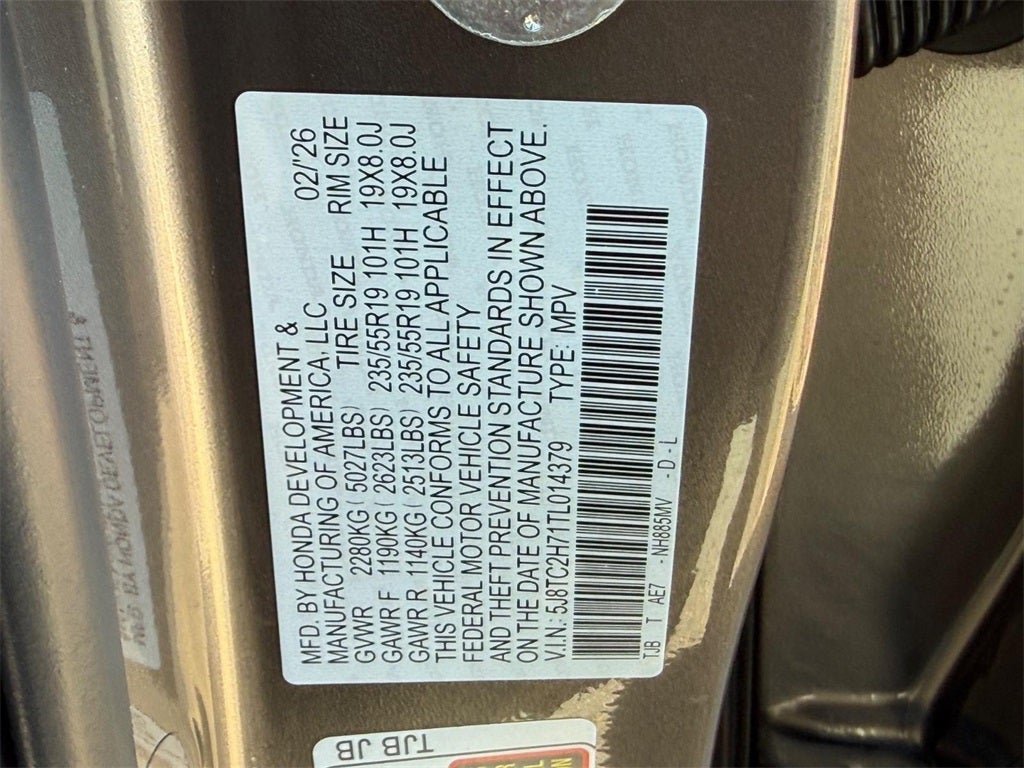 MFD. BY HONDA DEVELOPMENT & 02/'26
MANUFACTURING OF AMERICA, LLC RIM SIZE
GVWR 2280KG ( 5027LBS) TIRE SIZE
GAWR F 1190KG ( 2623LBS) 235/55R19 101H 19X8.0J
GAWR R 1140KG ( 2513LBS) 235/55R19 101H 19X8.0J
THIS VEHICLE CONFORMS TO ALL APPLICABLE
FEDERAL MOTOR VEHICLE SAFETY
AND THEFT PREVENTION STANDARDS IN EFFECT
ON THE DATE OF MANUFACTURE SHOWN ABOVE.
V.I.N.: 5J8TC2H71TL014379 TYPE: MPV
TJB T AE7 - NH885MV - D - L
TJB JB